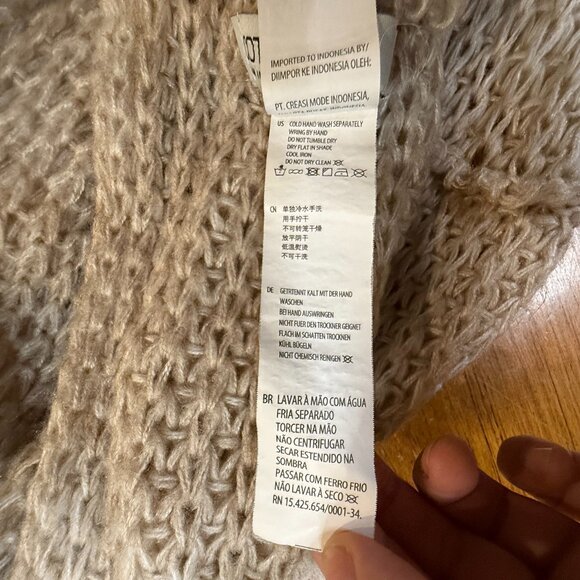 IMPORTED TO INDONESIA BY/
DIIMPOR KE INDONESIA OLEH:
PT. CREASI MODE INDONESIA,
US COLD HAND WASH SEPARATELY
WRING BY HAND
DO NOT TUMBLE DRY
DRY FLAT IN SHADE
COOL IRON
DO NOT DRY CLEAN
CN 单独冷水手洗
用手拧干
不可转笼干燥
放平阴干
低温熨烫
不可干洗
DE GETRTENNT KALT MIT DER HAND
WASCHEN
BEI HAND AUSWRINGEN
NICHT FUER DEN TROCKNER GEIGNET
FLACH IM SCHATTEN TROCKNEN
KÜHL BÜGELN
NICHT CHEMISCH REINIGEN
BR LAVAR À MÃO COM ÁGUA
FRIA SEPARADO
TORCER NA MÃO
NÃO CENTRIFUGAR
SECAR ESTENDIDO NA
SOMBRA
PASSAR COM FERRO FRIO
NÃO LAVAR À SECO
RN 15.425.654/0001-34.